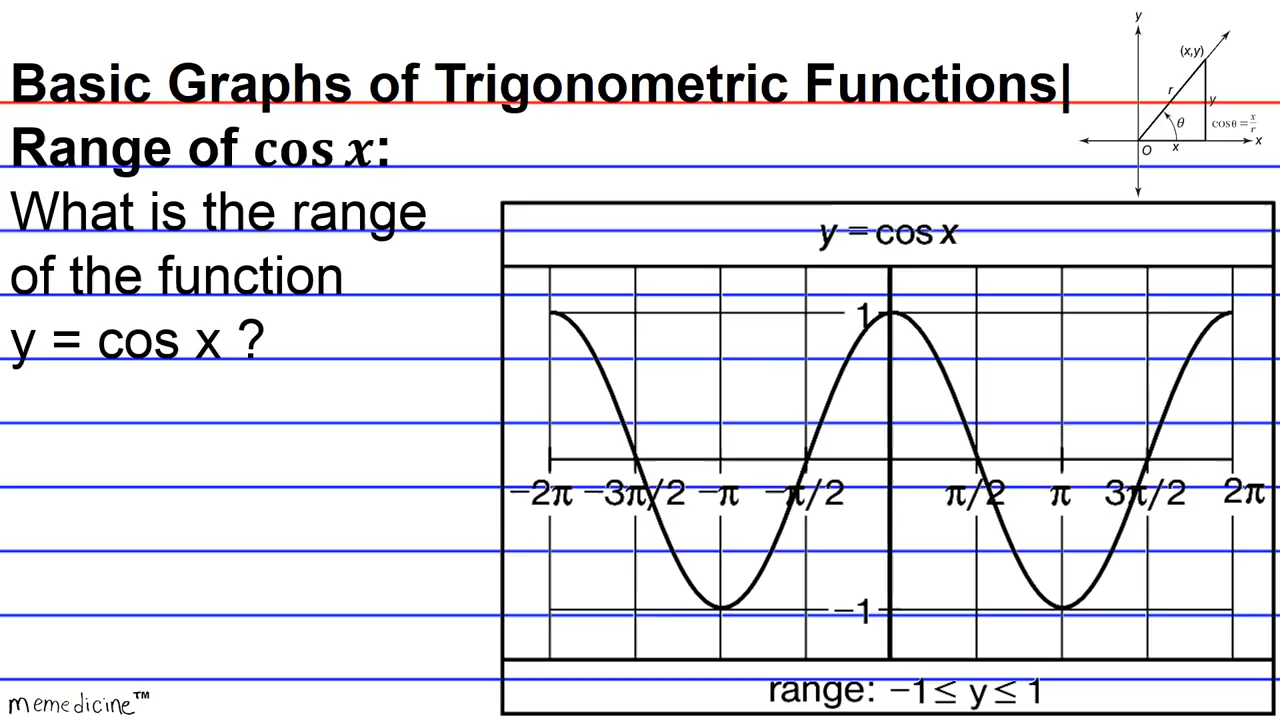 Basic Graphs of Trigonometric Functions|
Range of cos x:
What is the range
of the function
y = cos x ?
y
(x,y)
r
y
θ
cosθ = x/r
O
x
x
y = cos x
1
−2π −3π/2 −π −π/2 π/2 π 3π/2 2π
−1
range: −1 ≤ y ≤ 1
memedicine™